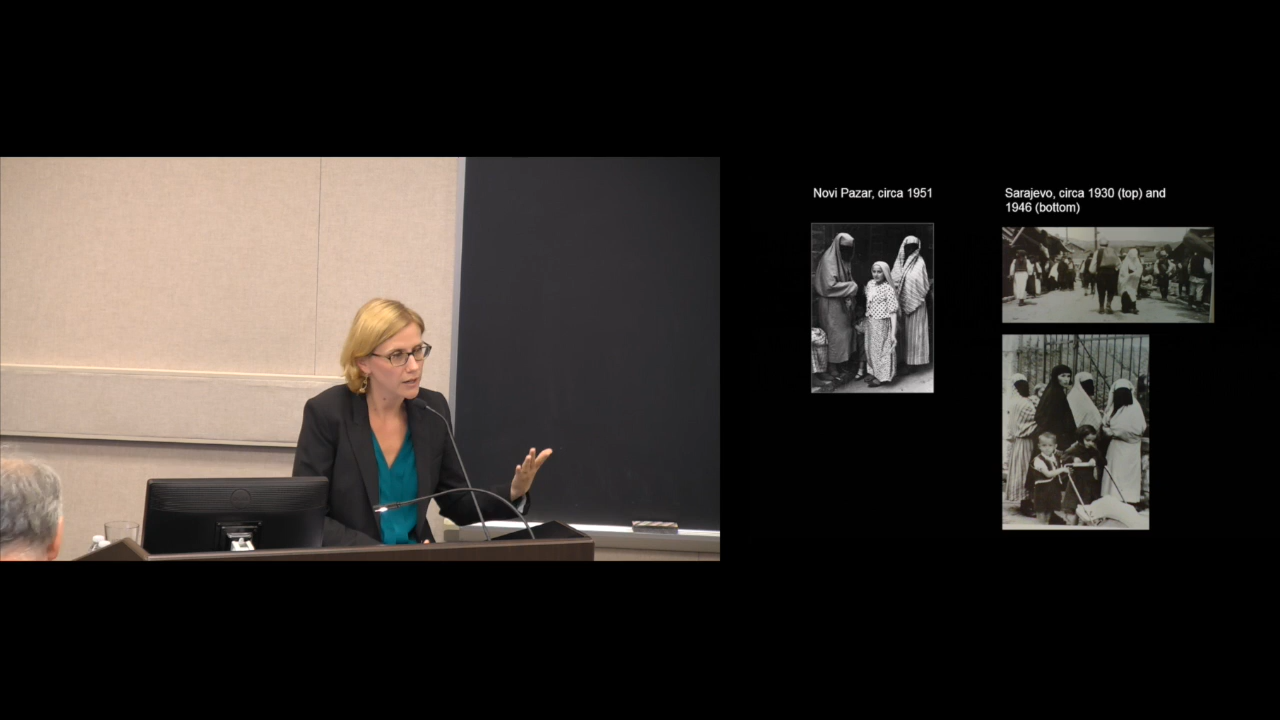 Novi Pazar, circa 1951
Sarajevo, circa 1930 (top) and
1946 (bottom)